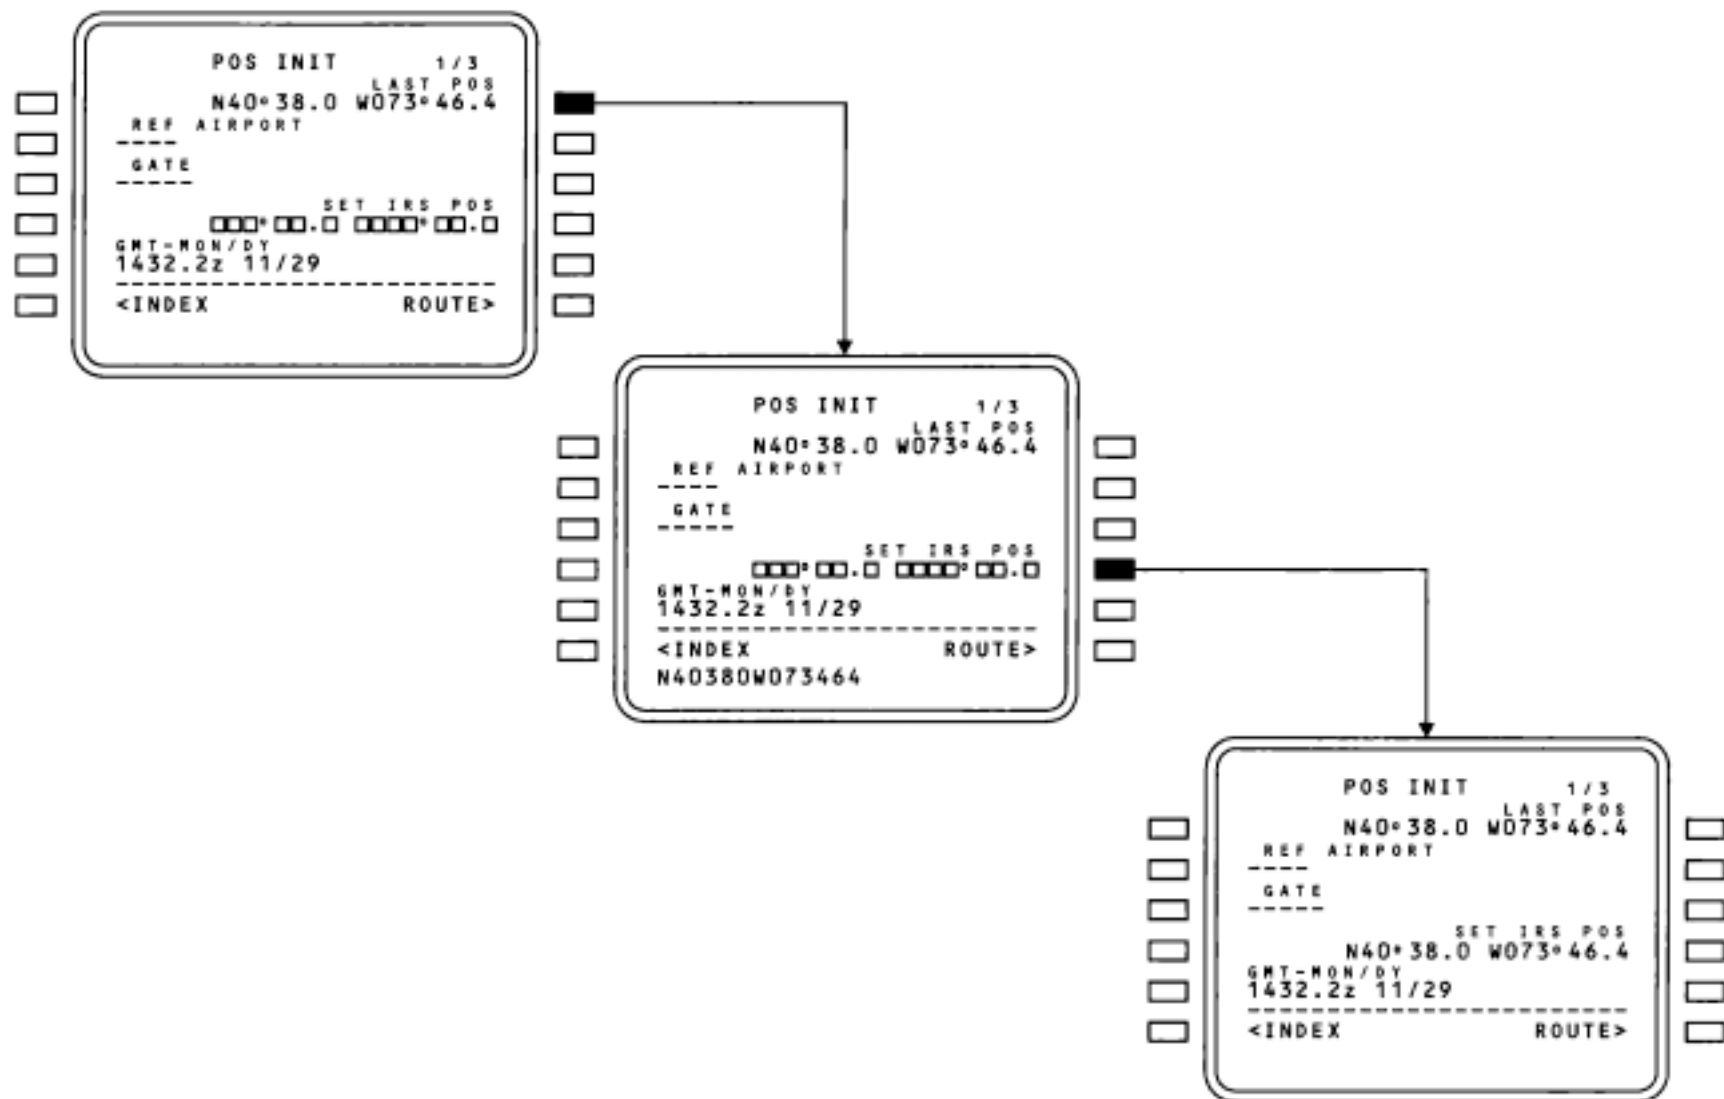 POS INIT 1/3
LAST POS
N40°38.0 W073°46.4
REF AIRPORT
----
GATE
-----
SET IRS POS
□□□°□□.□ □□□□°□□.□
GMT-MON/DY
1432.2z 11/29
------------------------
<INDEX ROUTE>
POS INIT 1/3
LAST POS
N40°38.0 W073°46.4
REF AIRPORT
----
GATE
-----
SET IRS POS
□□□°□□.□ □□□□°□□.□
GMT-MON/DY
1432.2z 11/29
------------------------
<INDEX ROUTE>
N40380W073464
POS INIT 1/3
LAST POS
N40°38.0 W073°46.4
REF AIRPORT
----
GATE
-----
SET IRS POS
N40°38.0 W073°46.4
GMT-MON/DY
1432.2z 11/29
------------------------
<INDEX ROUTE>